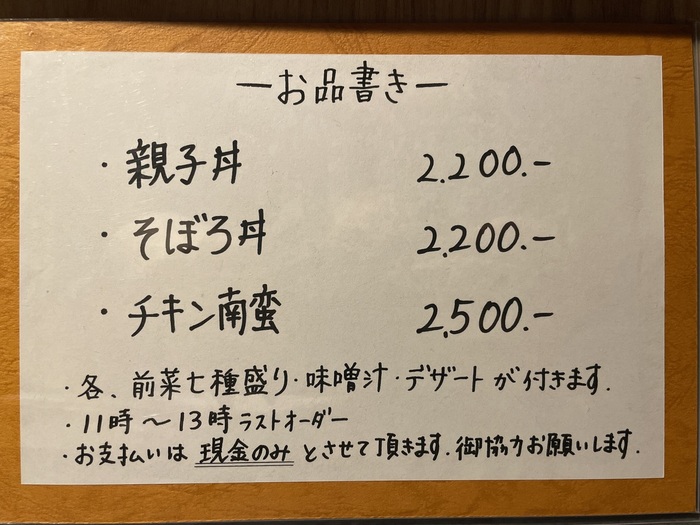 ーお品書きー
・親子丼 2.200.-
・そぼろ丼 2,200.-
・チキン南蛮 2,500.-
・各、前菜七種盛り・味噌汁・デザートが付きます.
・11時～13時ラストオーダー
・お支払いは現金のみとさせて頂きます.御協力お願いします.